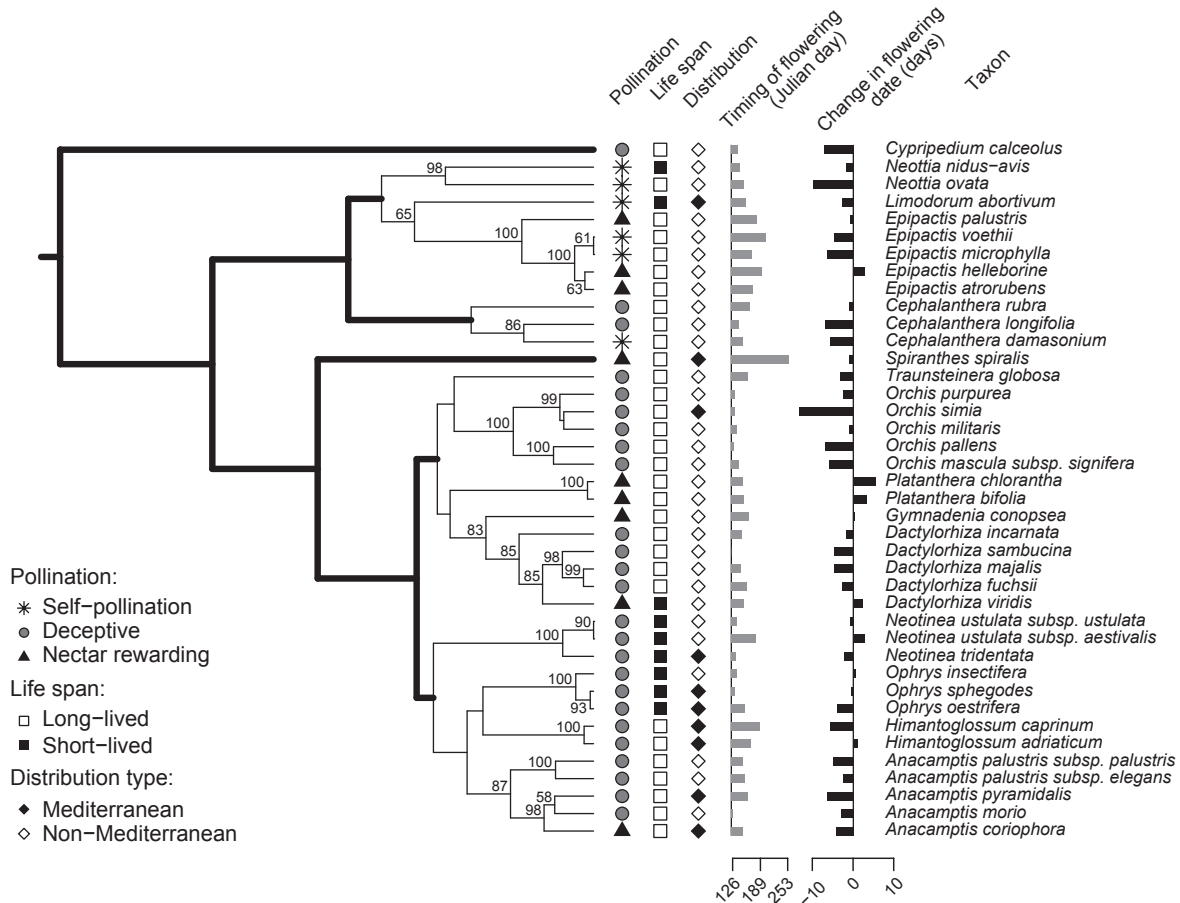 Pollination
Life span
Distribution
Timing of flowering
(Julian day)
Change in flowering
date (days)
Taxon
Cypripedium calceolus
98
Neottia nidus−avis
Neottia ovata
65
Limodorum abortivum
Epipactis palustris
100
61
Epipactis voethii
100
Epipactis microphylla
Epipactis helleborine
63
Epipactis atrorubens
Cephalanthera rubra
86
Cephalanthera longifolia
Cephalanthera damasonium
Spiranthes spiralis
Traunsteinera globosa
99
Orchis purpurea
Orchis simia
100
Orchis militaris
100
Orchis pallens
Orchis mascula subsp. signifera
100
Platanthera chlorantha
Platanthera bifolia
Gymnadenia conopsea
83
Dactylorhiza incarnata
85
98
Dactylorhiza sambucina
99
Dactylorhiza majalis
85
Dactylorhiza fuchsii
Dactylorhiza viridis
90
Neotinea ustulata subsp. ustulata
100
Neotinea ustulata subsp. aestivalis
Neotinea tridentata
100
Ophrys insectifera
Ophrys sphegodes
93
Ophrys oestrifera
100
Himantoglossum caprinum
Himantoglossum adriaticum
100
Anacamptis palustris subsp. palustris
87
Anacamptis palustris subsp. elegans
58
Anacamptis pyramidalis
98
Anacamptis morio
Anacamptis coriophora
Pollination:
Self−pollination
Deceptive
Nectar rewarding
Life span:
Long−lived
Short−lived
Distribution type:
Mediterranean
Non−Mediterranean
126
189
253
−10
0
10